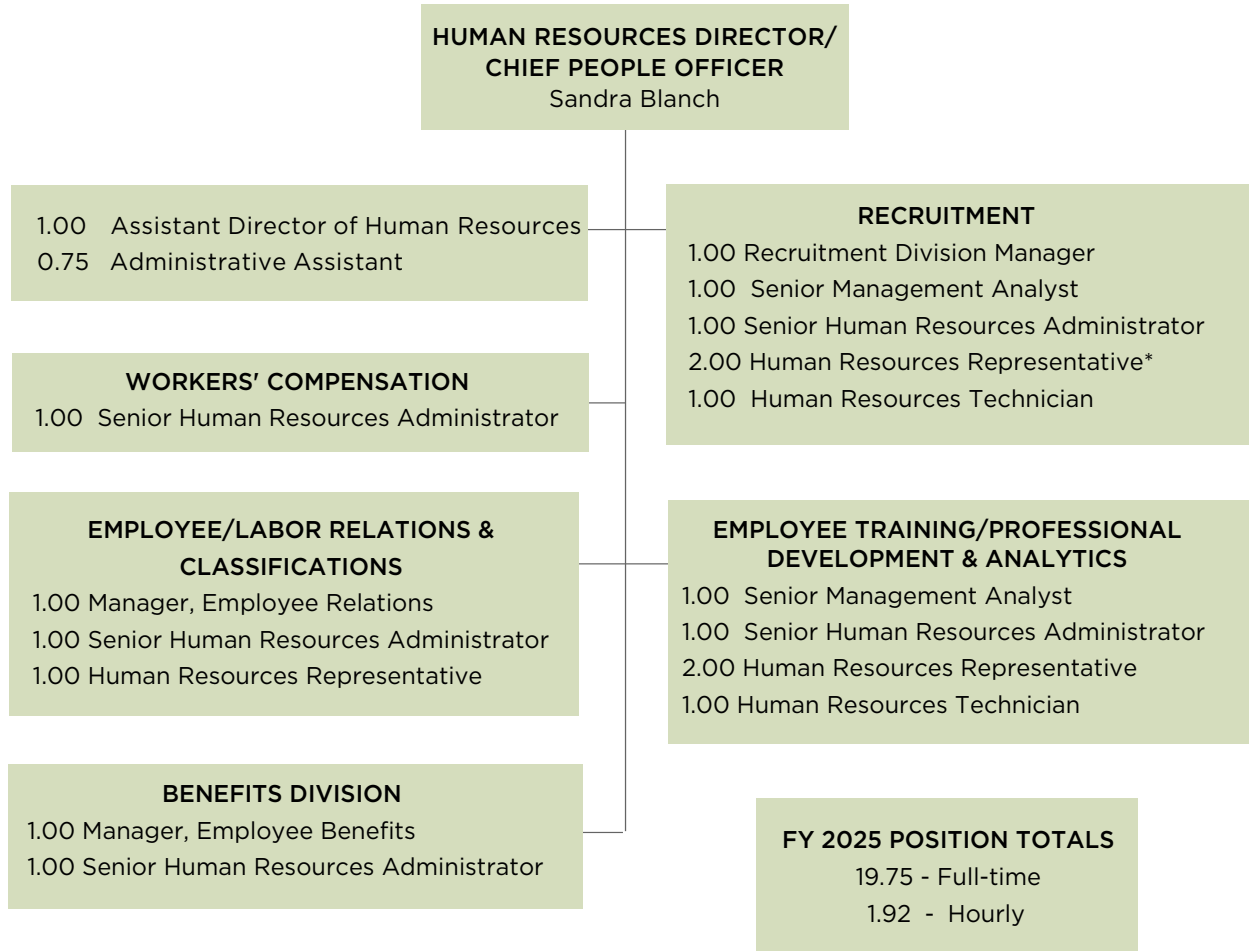 HUMAN RESOURCES DIRECTOR/
CHIEF PEOPLE OFFICER
Sandra Blanch
1.00 Assistant Director of Human Resources
0.75 Administrative Assistant
RECRUITMENT
1.00 Recruitment Division Manager
1.00 Senior Management Analyst
1.00 Senior Human Resources Administrator
2.00 Human Resources Representative*
1.00 Human Resources Technician
WORKERS' COMPENSATION
1.00 Senior Human Resources Administrator
EMPLOYEE/LABOR RELATIONS &
CLASSIFICATIONS
1.00 Manager, Employee Relations
1.00 Senior Human Resources Administrator
1.00 Human Resources Representative
EMPLOYEE TRAINING/PROFESSIONAL
DEVELOPMENT & ANALYTICS
1.00 Senior Management Analyst
1.00 Senior Human Resources Administrator
2.00 Human Resources Representative
1.00 Human Resources Technician
BENEFITS DIVISION
1.00 Manager, Employee Benefits
1.00 Senior Human Resources Administrator
FY 2025 POSITION TOTALS
19.75 - Full-time
1.92 - Hourly